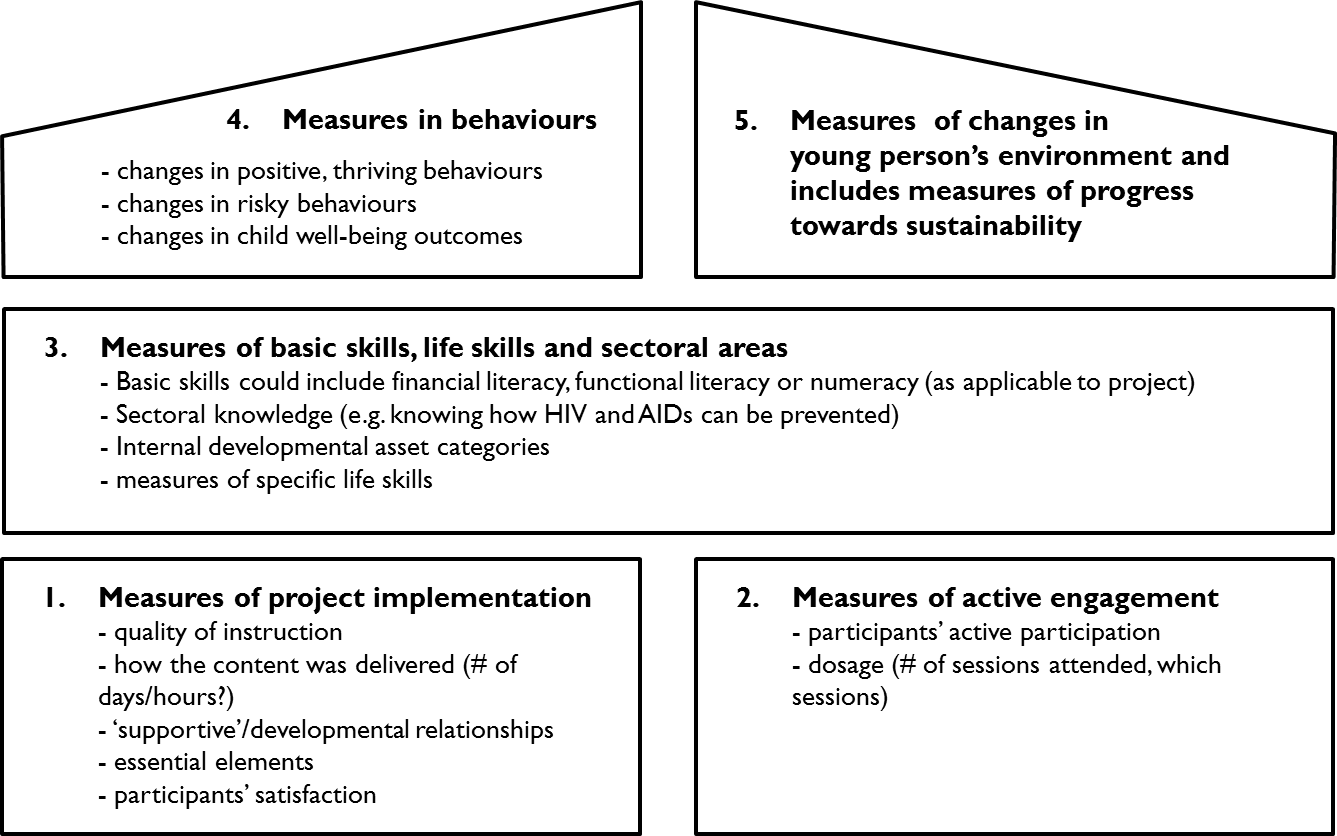 4. Measures in behaviours
- changes in positive, thriving behaviours
- changes in risky behaviours
- changes in child well-being outcomes
5. Measures of changes in
young person’s environment and
includes measures of progress
towards sustainability
3. Measures of basic skills, life skills and sectoral areas
- Basic skills could include financial literacy, functional literacy or numeracy (as applicable to project)
- Sectoral knowledge (e.g. knowing how HIV and AIDs can be prevented)
- Internal developmental asset categories
- measures of specific life skills
1. Measures of project implementation
- quality of instruction
- how the content was delivered (# of
days/hours?)
- ‘supportive’/developmental relationships
- essential elements
- participants’ satisfaction
2. Measures of active engagement
- participants’ active participation
- dosage (# of sessions attended, which
sessions)